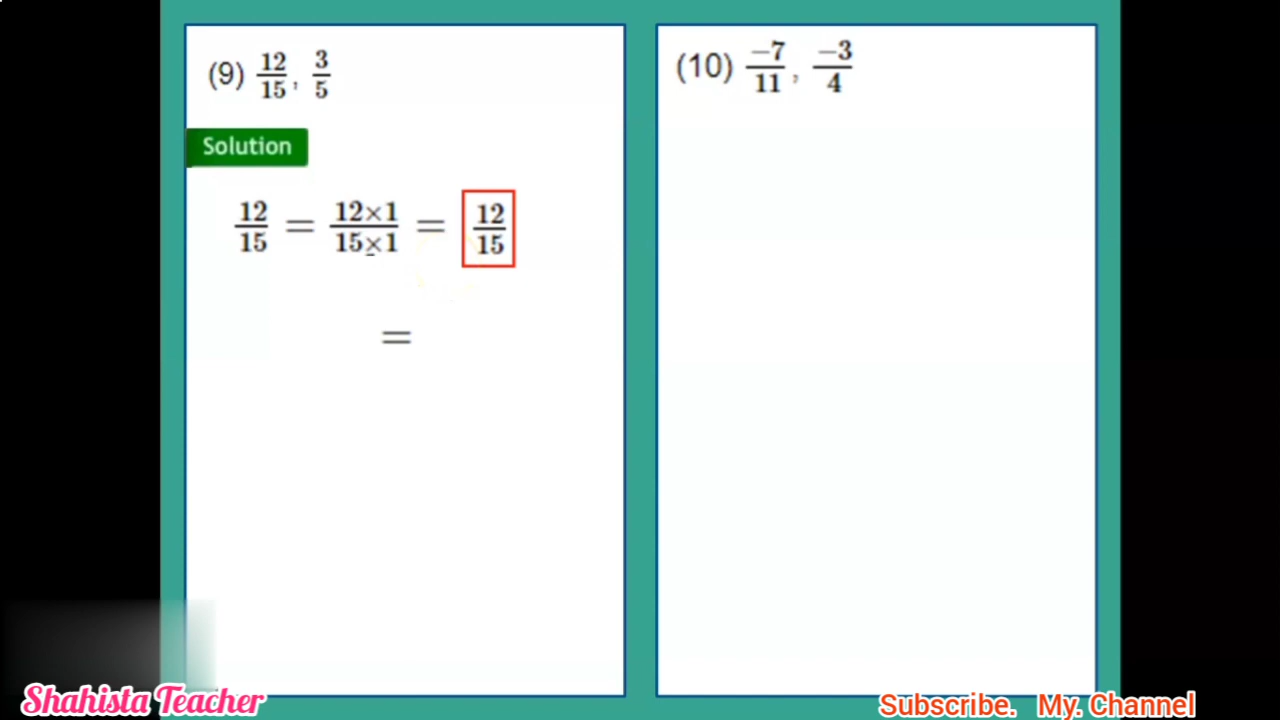 (9) 12/15, 3/5
Solution
12/15 = 12×1/15×1 = 12/15
=
(10) −7/11, −3/4
Shahista Teacher
Subscribe. My. Channel